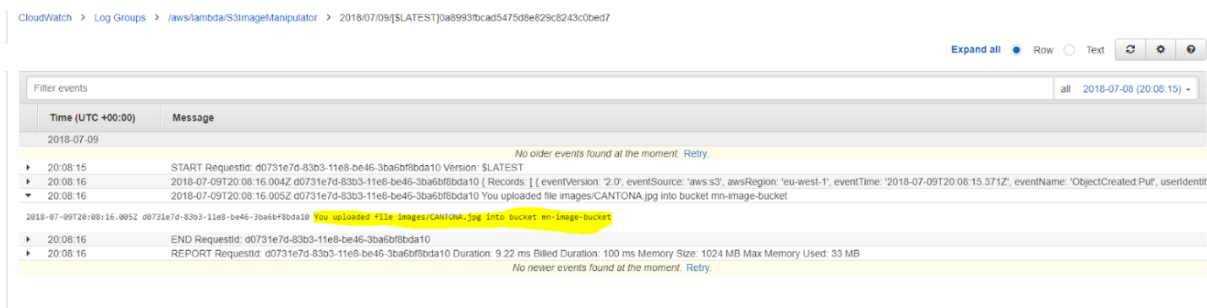 CloudWatch > Log Groups > /aws/lambda/S3ImageManipulator > 2018/07/09/[$LATEST]0a8993fbcad5475d8e829c8243c0bed7
Expand all Row Text
Filter events all 2018-07-08 (20:08:15)
Time (UTC +00:00) Message
2018-07-09
No older events found at the moment. Retry.
20:08:15 START RequestId: d0731e7d-83b3-11e8-be46-3ba6bf8bda10 Version: $LATEST
20:08:16 2018-07-09T20:08:16.004Z d0731e7d-83b3-11e8-be46-3ba6bf8bda10 { Records: [ { eventVersion: '2.0', eventSource: 'aws:s3', awsRegion: 'eu-west-1', eventTime: '2018-07-09T20:08:15.371Z', eventName: 'ObjectCreated:Put', userIdentit
20:08:16 2018-07-09T20:08:16.005Z d0731e7d-83b3-11e8-be46-3ba6bf8bda10 You uploaded file images/CANTONA.jpg into bucket mn-image-bucket
2018-07-09T20:08:16.005Z d0731e7d-83b3-11e8-be46-3ba6bf8bda10 You uploaded file images/CANTONA.jpg into bucket mn-image-bucket
20:08:16 END RequestId: d0731e7d-83b3-11e8-be46-3ba6bf8bda10
20:08:16 REPORT RequestId: d0731e7d-83b3-11e8-be46-3ba6bf8bda10 Duration: 9.22 ms Billed Duration: 100 ms Memory Size: 1024 MB Max Memory Used: 33 MB
No newer events found at the moment. Retry.